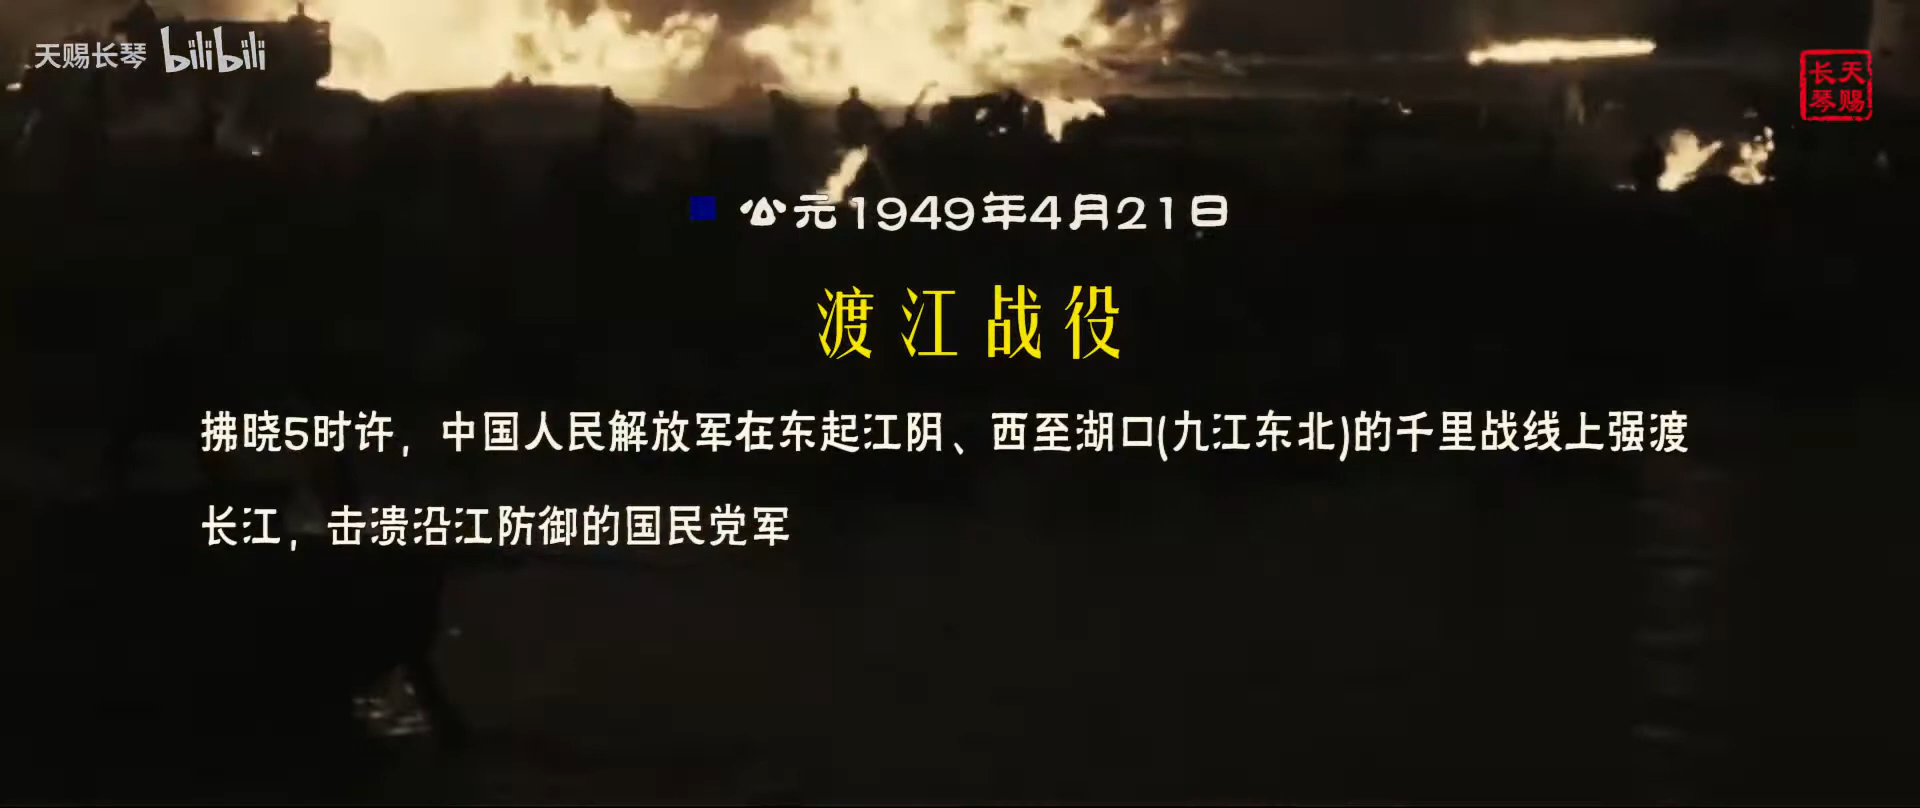 天赐长琴 bilibili
天赐长琴
公元1949年4月21日
渡江战役
拂晓5时许，中国人民解放军在东起江阴、西至湖口(九江东北)的千里战线上强渡
长江，击溃沿江防御的国民党军